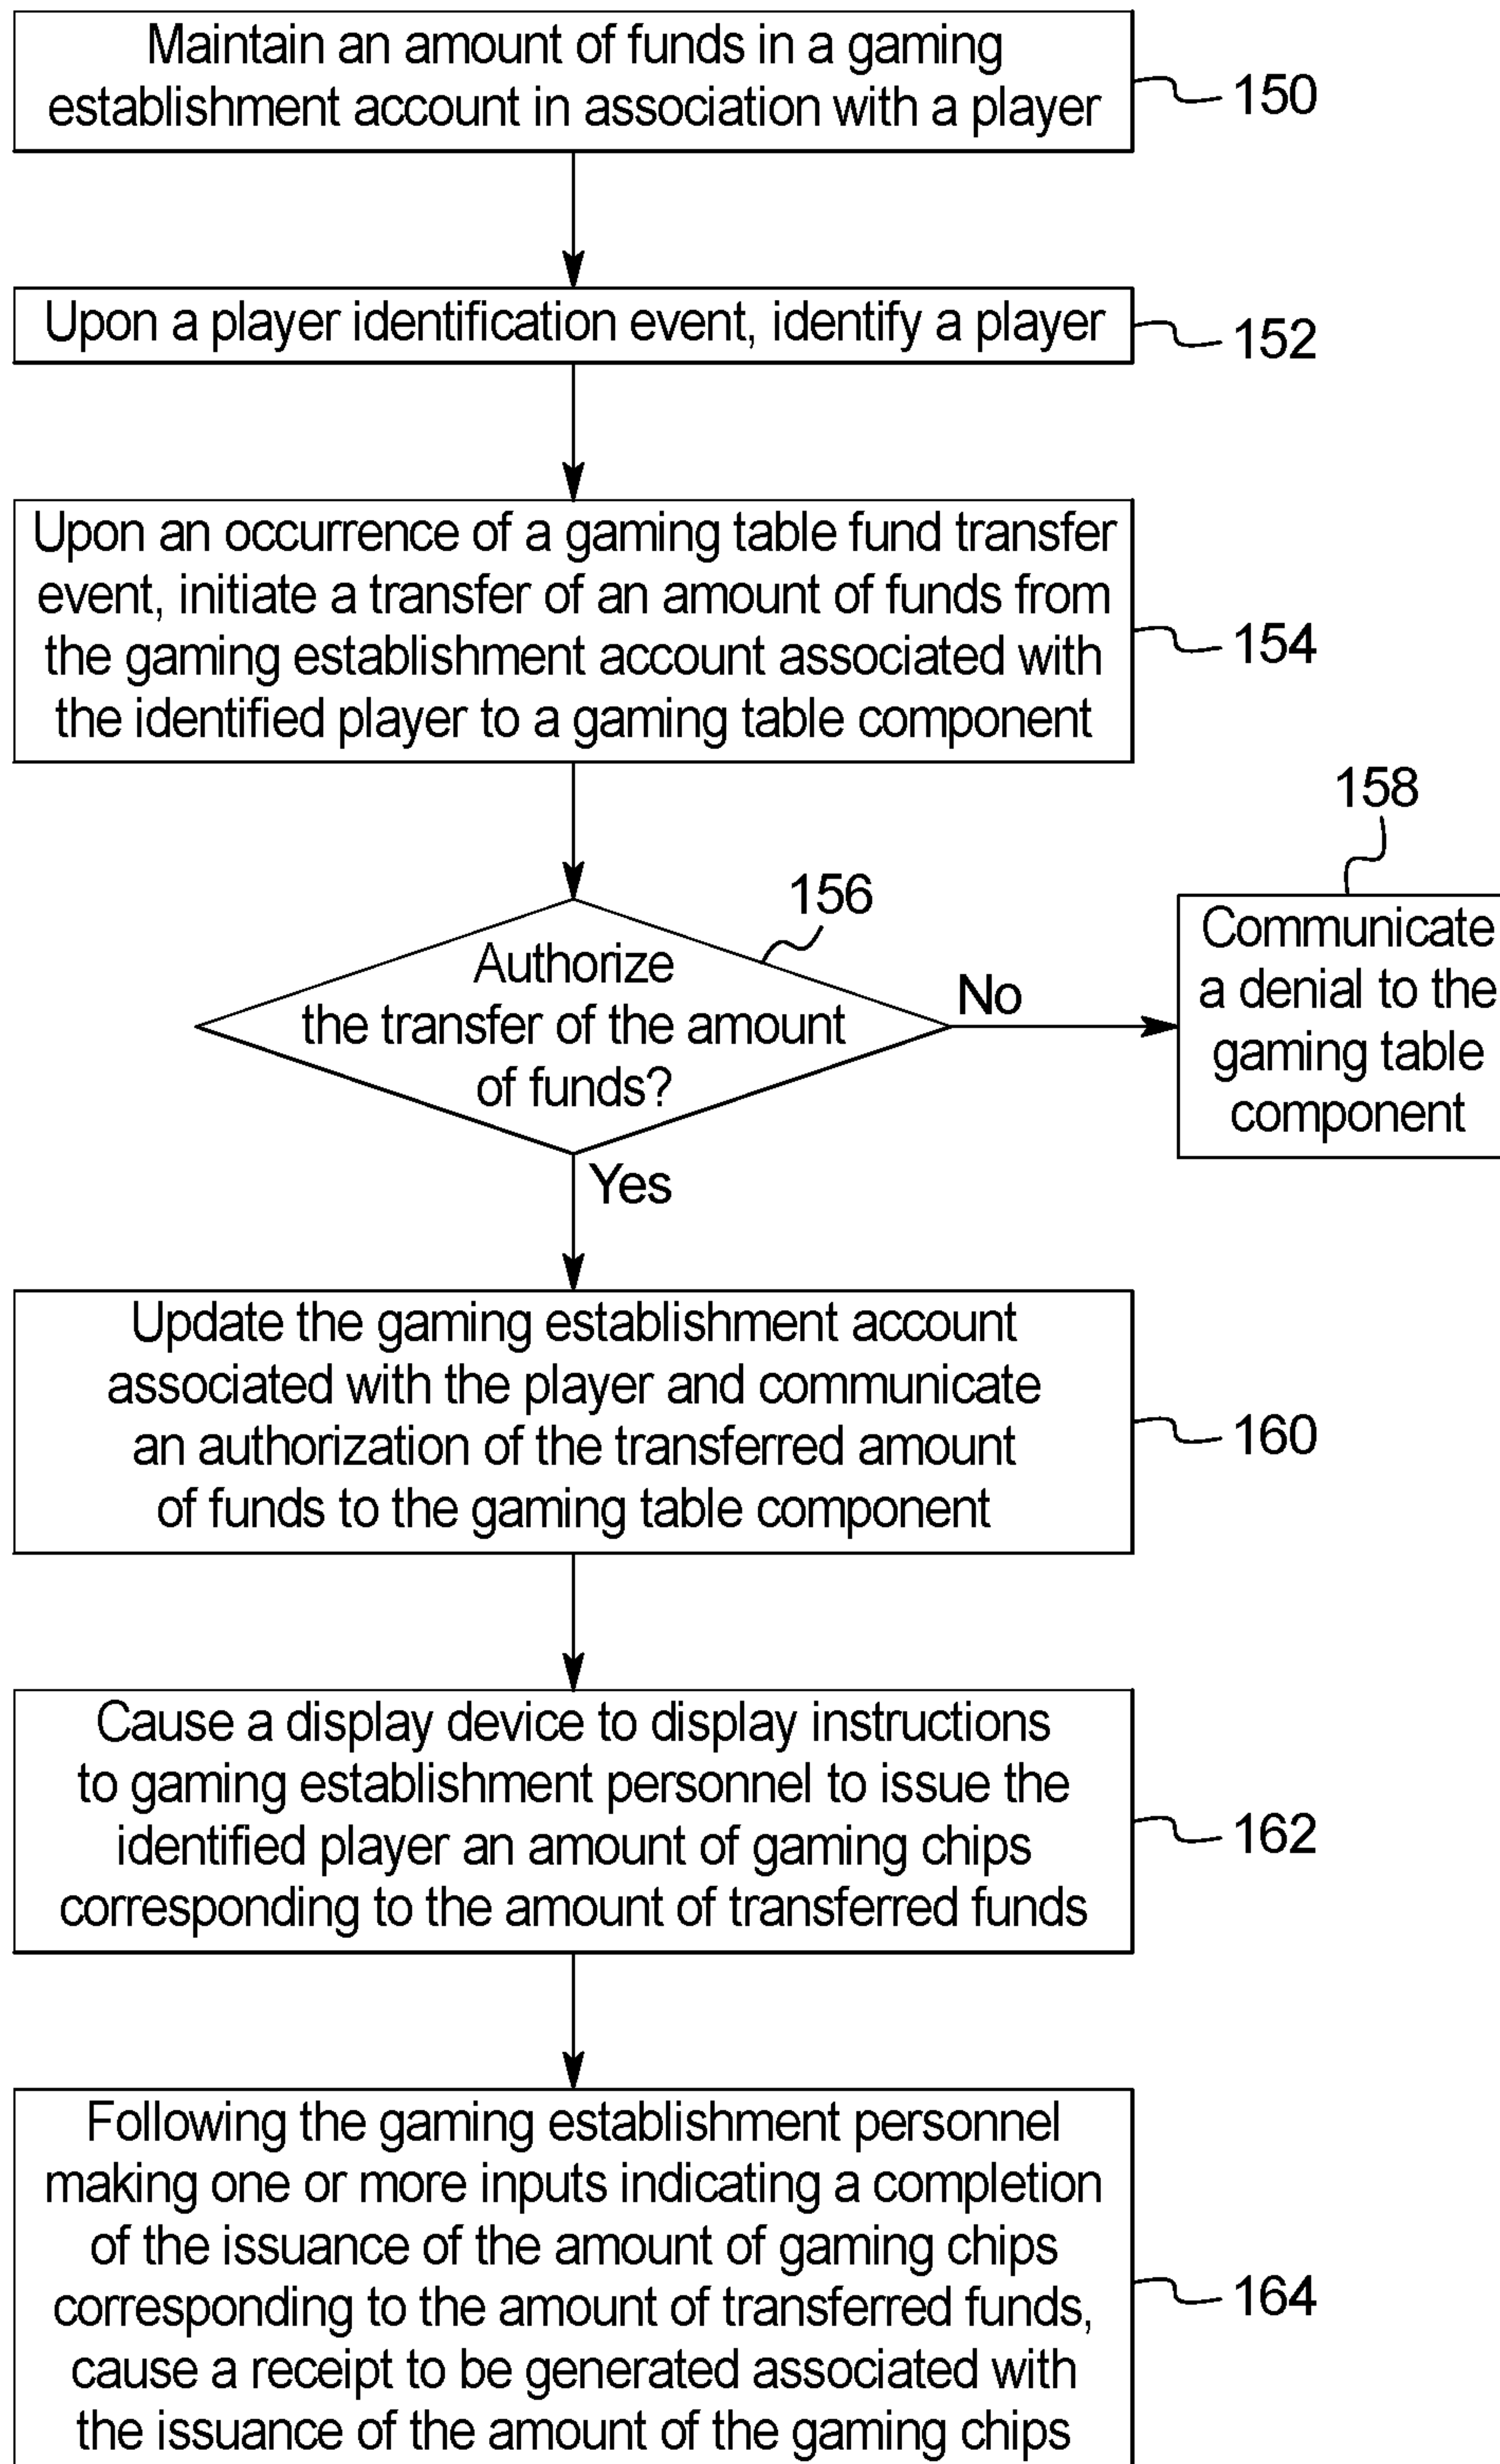 Maintain an amount of funds in a gaming
establishment account in association with a player
150
Upon a player identification event, identify a player
152
Upon an occurrence of a gaming table fund transfer
event, initiate a transfer of an amount of funds from
the gaming establishment account associated with
the identified player to a gaming table component
154
156
Authorize
the transfer of the amount
of funds?
No
158
Communicate
a denial to the
gaming table
component
Yes
Update the gaming establishment account
associated with the player and communicate
an authorization of the transferred amount
of funds to the gaming table component
160
Cause a display device to display instructions
to gaming establishment personnel to issue the
identified player an amount of gaming chips
corresponding to the amount of transferred funds
162
Following the gaming establishment personnel
making one or more inputs indicating a completion
of the issuance of the amount of gaming chips
corresponding to the amount of transferred funds,
cause a receipt to be generated associated with
the issuance of the amount of the gaming chips
164